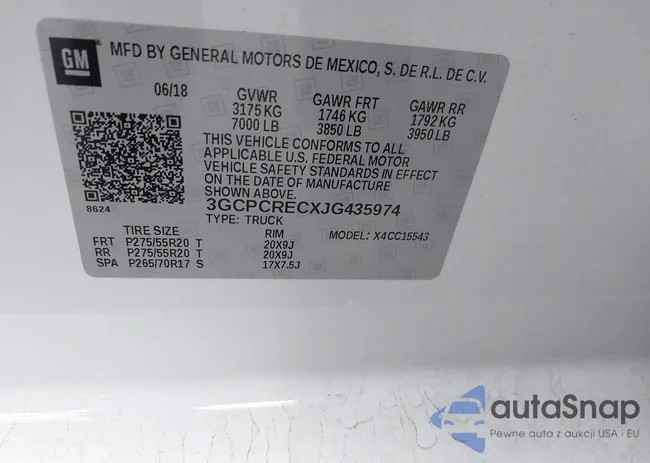 GM
MFD BY GENERAL MOTORS DE MEXICO, S. DE R.L. DE C.V.
06/18 GVWR GAWR FRT GAWR RR
3175 KG 1746 KG 1792 KG
7000 LB 3850 LB 3950 LB
THIS VEHICLE CONFORMS TO ALL
APPLICABLE U.S. FEDERAL MOTOR
VEHICLE SAFETY STANDARDS IN EFFECT
ON THE DATE OF MANUFACTURE
SHOWN ABOVE.
8624
3GCPCRECXJG435974
TYPE: TRUCK MODEL: X4CC15543
TIRE SIZE RIM
FRT P275/55R20 T 20X9J
RR P275/55R20 T 20X9J
SPA P265/70R17 S 17X7.5J
autoSnap
Pewne auta z aukcji USA i EU